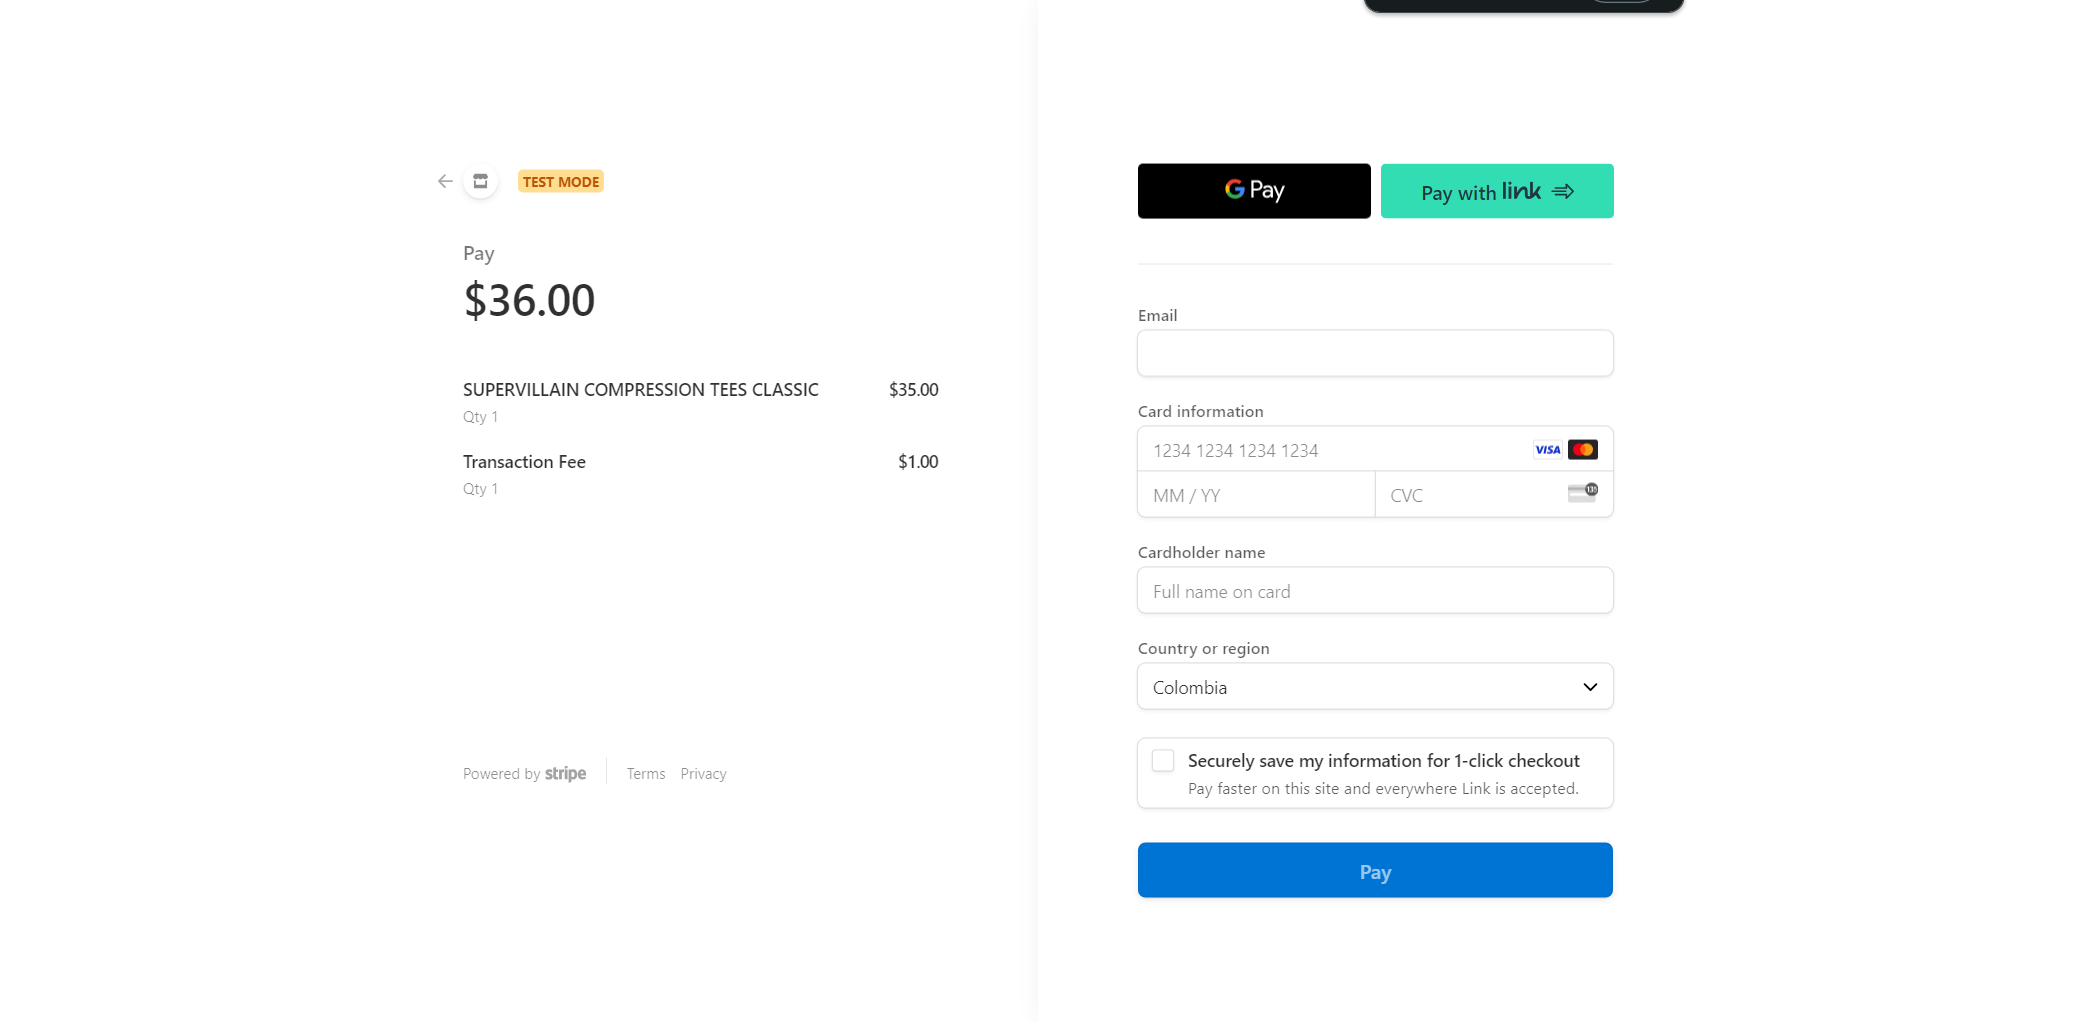 TEST MODE
Pay
$36.00
SUPERVILLAIN COMPRESSION TEES CLASSIC $35.00
Qty 1
Transaction Fee $1.00
Qty 1
Powered by stripe Terms Privacy
G Pay Pay with link
Email
Card information
1234 1234 1234 1234 VISA
MM / YY CVC 135
Cardholder name
Full name on card
Country or region
Colombia
Securely save my information for 1-click checkout
Pay faster on this site and everywhere Link is accepted.
Pay